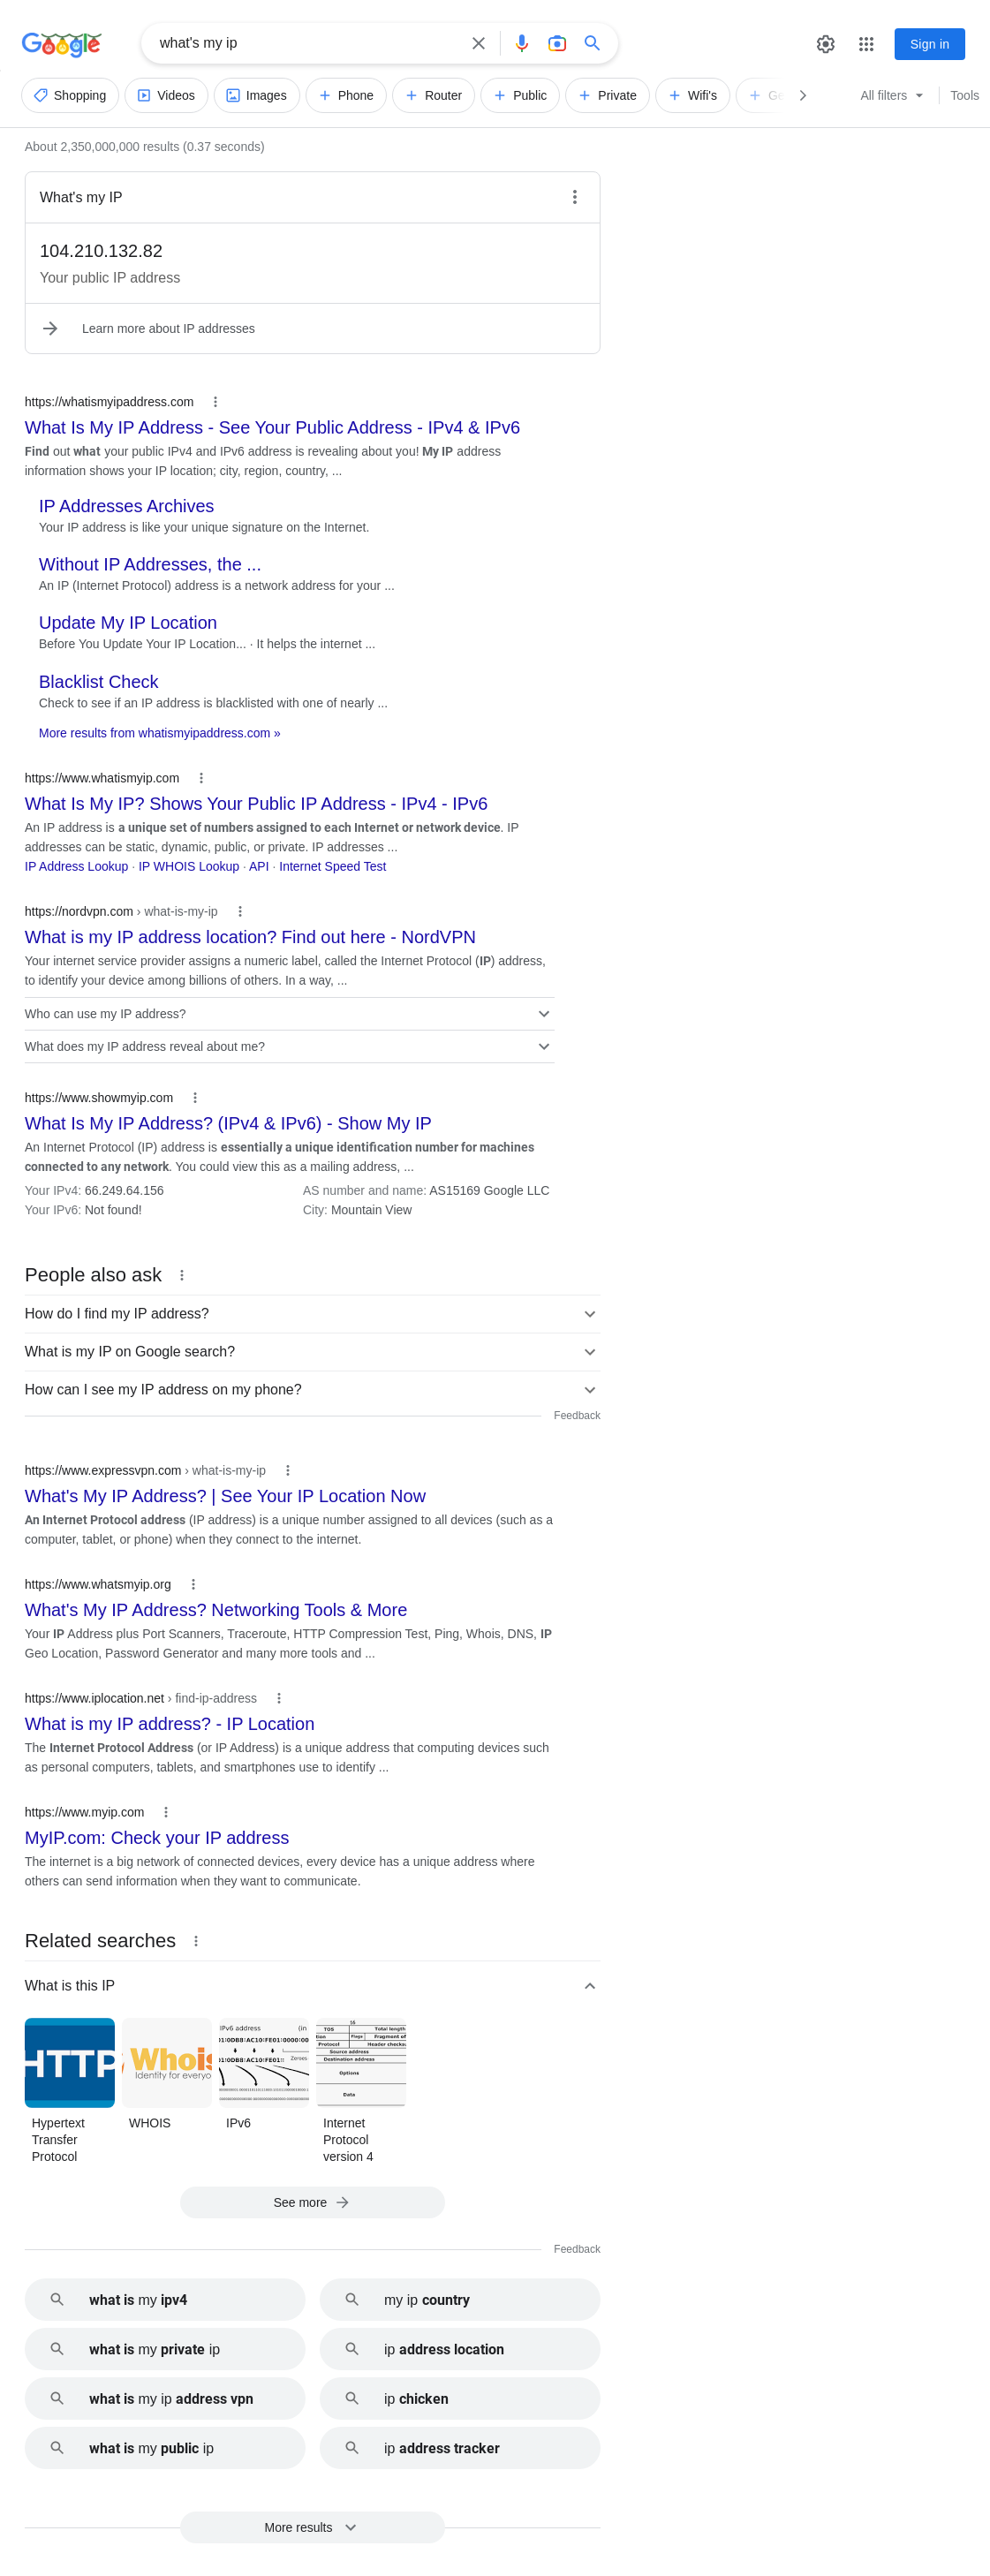 Google
what's my ip
Sign in
Shopping
Videos
Images
Phone
Router
Public
Private
Wifi's
All filters
Tools
About 2,350,000,000 results (0.37 seconds)
What's my IP
104.210.132.82
Your public IP address
Learn more about IP addresses
https://whatismyipaddress.com
What Is My IP Address - See Your Public Address - IPv4 & IPv6
Find out what your public IPv4 and IPv6 address is revealing about you! My IP address
information shows your IP location; city, region, country, ...
IP Addresses Archives
Your IP address is like your unique signature on the Internet.
Without IP Addresses, the ...
An IP (Internet Protocol) address is a network address for your ...
Update My IP Location
Before You Update Your IP Location... · It helps the internet ...
Blacklist Check
Check to see if an IP address is blacklisted with one of nearly ...
More results from whatismyipaddress.com »
https://www.whatismyip.com
What Is My IP? Shows Your Public IP Address - IPv4 - IPv6
An IP address is a unique set of numbers assigned to each Internet or network device. IP
addresses can be static, dynamic, public, or private. IP addresses ...
IP Address Lookup · IP WHOIS Lookup · API · Internet Speed Test
https://nordvpn.com › what-is-my-ip
What is my IP address location? Find out here - NordVPN
Your internet service provider assigns a numeric label, called the Internet Protocol (IP) address,
to identify your device among billions of others. In a way, ...
Who can use my IP address?
What does my IP address reveal about me?
https://www.showmyip.com
What Is My IP Address? (IPv4 & IPv6) - Show My IP
An Internet Protocol (IP) address is essentially a unique identification number for machines
connected to any network. You could view this as a mailing address, ...
Your IPv4: 66.249.64.156
AS number and name: AS15169 Google LLC
Your IPv6: Not found!
City: Mountain View
People also ask
How do I find my IP address?
What is my IP on Google search?
How can I see my IP address on my phone?
Feedback
https://www.expressvpn.com › what-is-my-ip
What's My IP Address? | See Your IP Location Now
An Internet Protocol address (IP address) is a unique number assigned to all devices (such as a
computer, tablet, or phone) when they connect to the internet.
https://www.whatsmyip.org
What's My IP Address? Networking Tools & More
Your IP Address plus Port Scanners, Traceroute, HTTP Compression Test, Ping, Whois, DNS, IP
Geo Location, Password Generator and many more tools and ...
https://www.iplocation.net › find-ip-address
What is my IP address? - IP Location
The Internet Protocol Address (or IP Address) is a unique address that computing devices such
as personal computers, tablets, and smartphones use to identify ...
https://www.myip.com
MyIP.com: Check your IP address
The internet is a big network of connected devices, every device has a unique address where
others can send information when they want to communicate.
Related searches
What is this IP
HTTP
Whois
Identity for everyo
IPv6 address (in
Zeroes
16
TOS Total length
Flags Fragment of
Protocol Header checks
Source address
Destination address
Options
Data
Hypertext
Transfer
Protocol
WHOIS
IPv6
Internet
Protocol
version 4
See more
Feedback
what is my ipv4
my ip country
what is my private ip
ip address location
what is my ip address vpn
ip chicken
what is my public ip
ip address tracker
More results